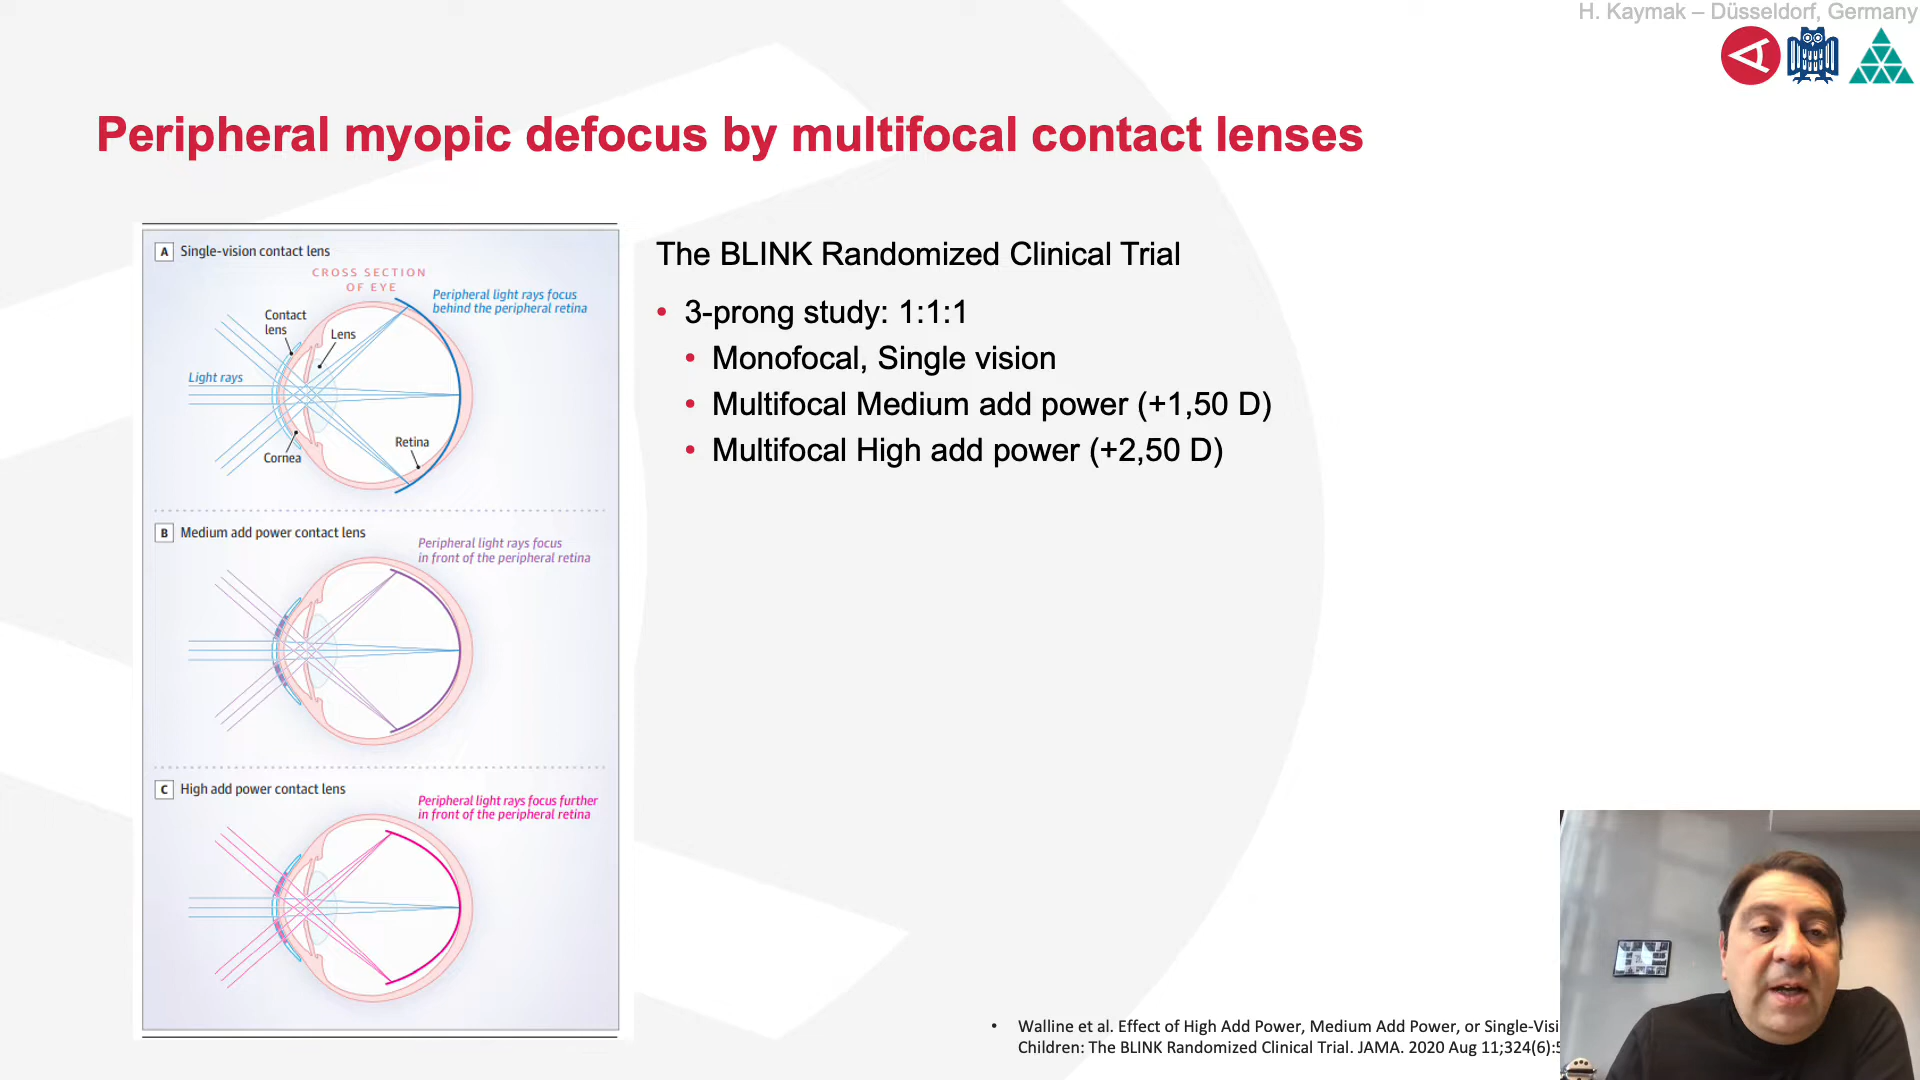 H. Kaymak – Düsseldorf, Germany
Peripheral myopic defocus by multifocal contact lenses
A Single-vision contact lens
CROSS SECTION
OF EYE
Peripheral light rays focus
behind the peripheral retina
Contact
lens
Lens
Light rays
Retina
Cornea
B Medium add power contact lens
Peripheral light rays focus
in front of the peripheral retina
C High add power contact lens
Peripheral light rays focus further
in front of the peripheral retina
The BLINK Randomized Clinical Trial
• 3-prong study: 1:1:1
• Monofocal, Single vision
• Multifocal Medium add power (+1,50 D)
• Multifocal High add power (+2,50 D)
• Walline et al. Effect of High Add Power, Medium Add Power, or
Children: The BLINK Randomized Clinical Trial. JAMA. 2020 Aug 11;324(6):